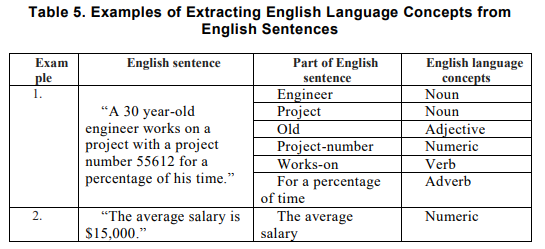 Table 5. Examples of Extracting English Language Concepts from
English Sentences
Exam
ple
English sentence
Part of English
sentence
English language
concepts
1.
“A 30 year-old
engineer works on a
project with a project
number 55612 for a
percentage of his time.”
Engineer
Noun
Project
Noun
Old
Adjective
Project-number
Numeric
Works-on
Verb
For a percentage
of time
Adverb
2.
“The average salary is
$15,000.”
The average
salary
Numeric